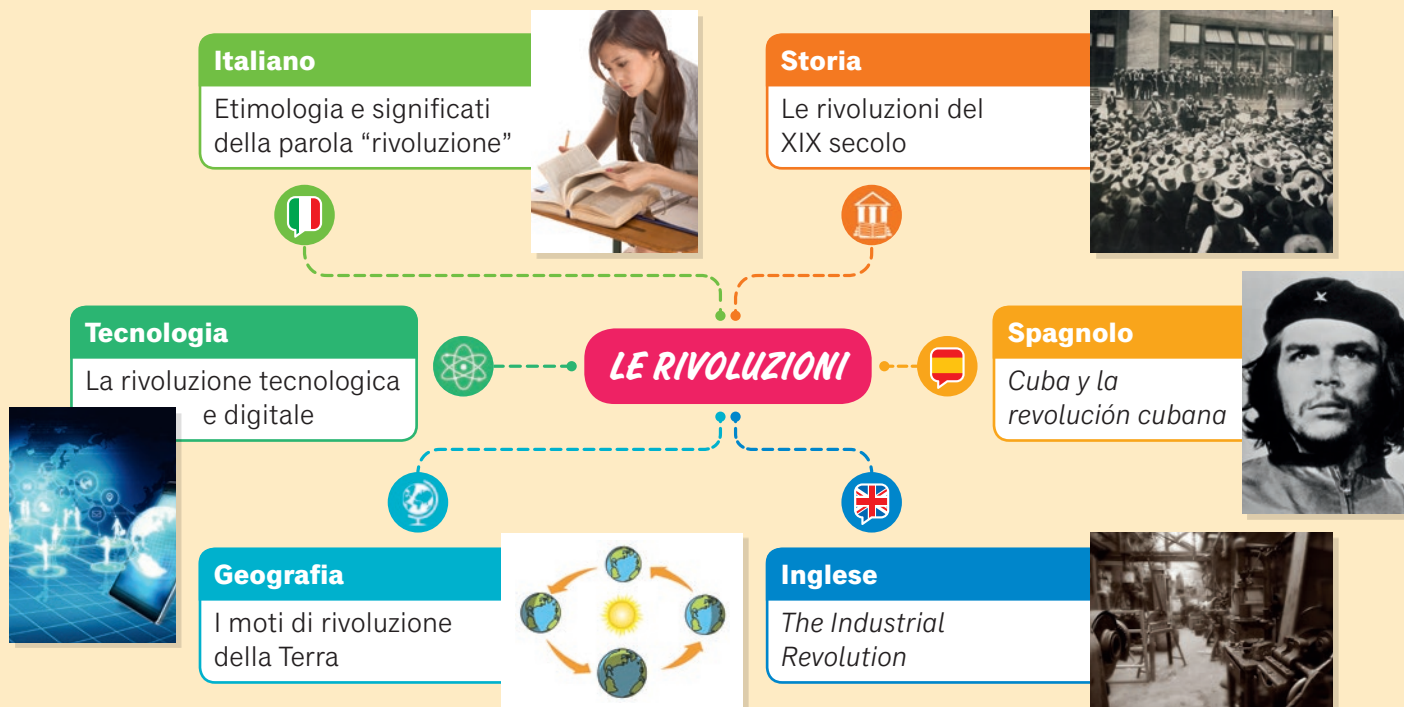 Italiano
Etimologia e significati
della parola “rivoluzione”
Storia
Le rivoluzioni del
XIX secolo
Tecnologia
La rivoluzione tecnologica
e digitale
LE RIVOLUZIONI
Spagnolo
Cuba y la
revolución cubana
Geografia
I moti di rivoluzione
della Terra
Inglese
The Industrial
Revolution